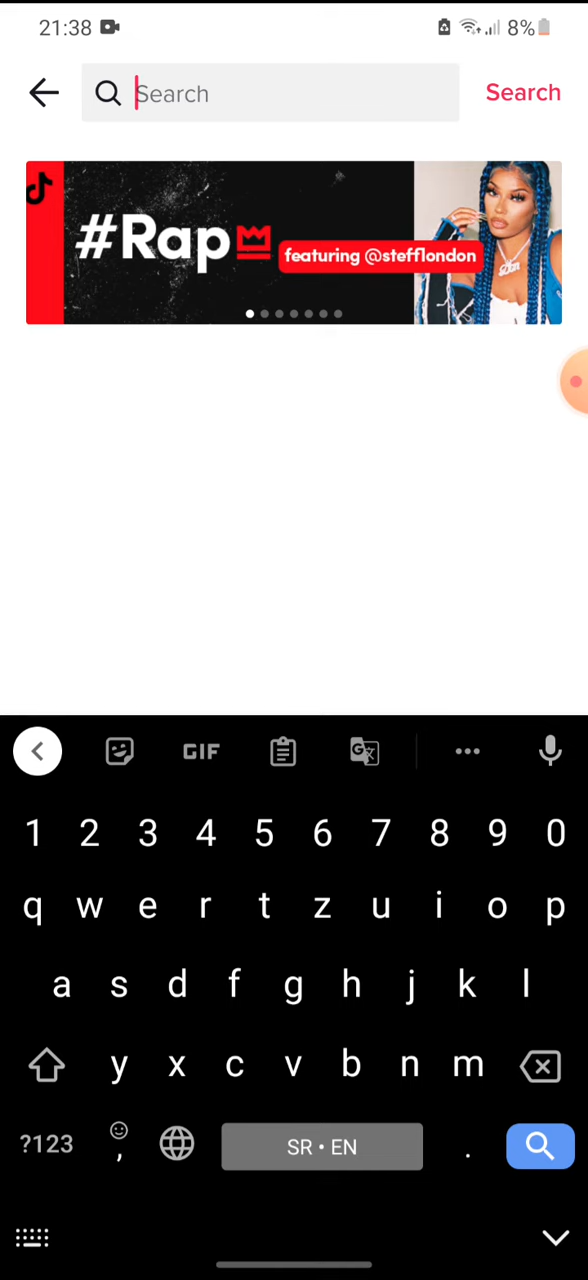 21:38 8%
Search Search
#Rap featuring @stefflondon
GIF
1 2 3 4 5 6 7 8 9 0
q w e r t z u i o p
a s d f g h j k l
y x c v b n m
?123 , SR • EN .